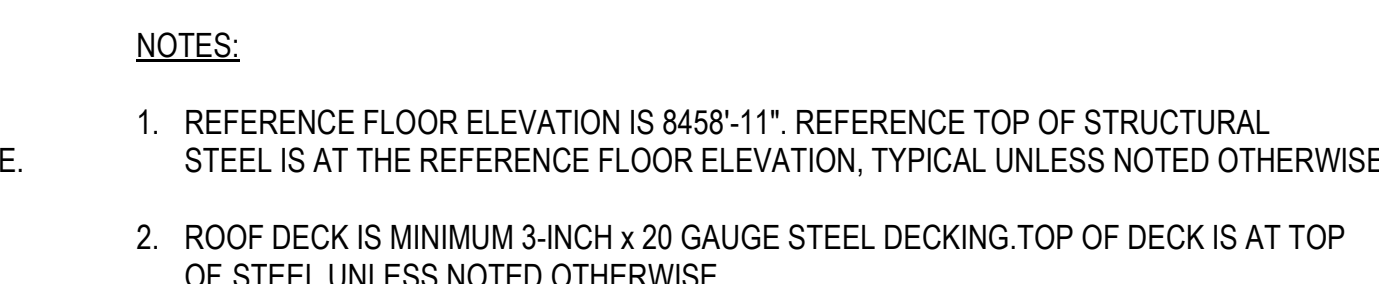 NOTES:
1. REFERENCE FLOOR ELEVATION IS 8458'-11". REFERENCE TOP OF STRUCTURAL
E.
STEEL IS AT THE REFERENCE FLOOR ELEVATION, TYPICAL UNLESS NOTED OTHERWISE
2. ROOF DECK IS MINIMUM 3-INCH x 20 GAUGE STEEL DECKING.TOP OF DECK IS AT TOP
OF STEEL UNLESS NOTED OTHERWISE